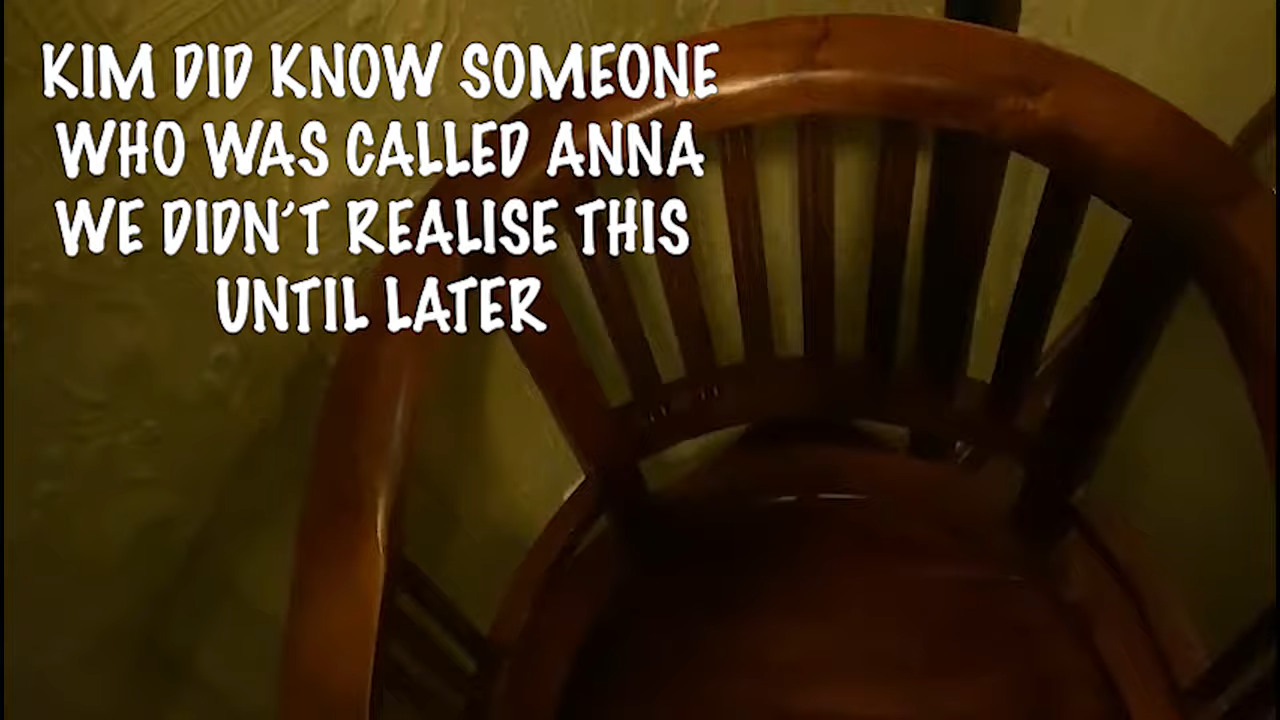 KIM DID KNOW SOMEONE
WHO WAS CALLED ANNA
WE DIDN'T REALISE THIS
UNTIL LATER